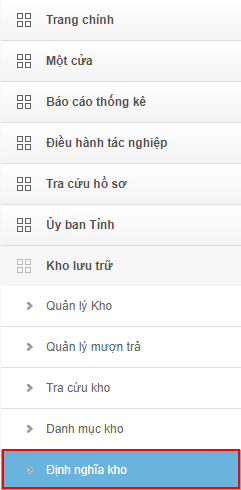 Trang chính
Một cửa
Báo cáo thống kê
Điều hành tác nghiệp
Tra cứu hồ sơ
Ủy ban Tỉnh
Kho lưu trữ
Quản lý Kho
Quản lý mượn trả
Tra cứu kho
Danh mục kho
Định nghĩa kho